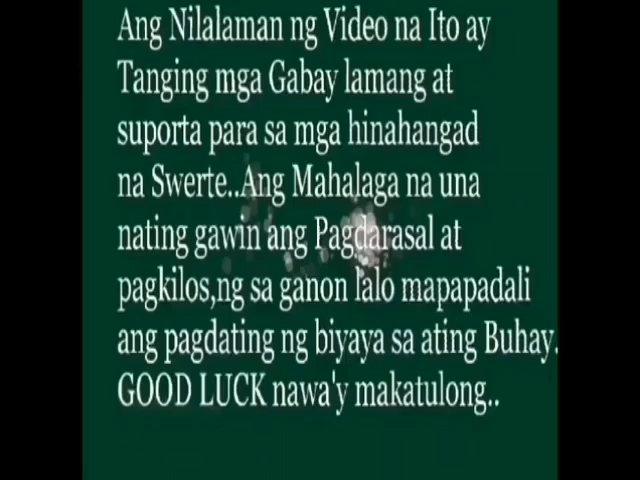 Ang Nilalaman ng Video na Ito ay
Tanging mga Gabay lamang at
suporta para sa mga hinahangad
na Swerte..Ang Mahalaga na una
nating gawin ang Pagdarasal at
pagkilos,ng sa ganon lalo mapapadali
ang pagdating ng biyaya sa ating Buhay.
GOOD LUCK nawa'y makatulong..